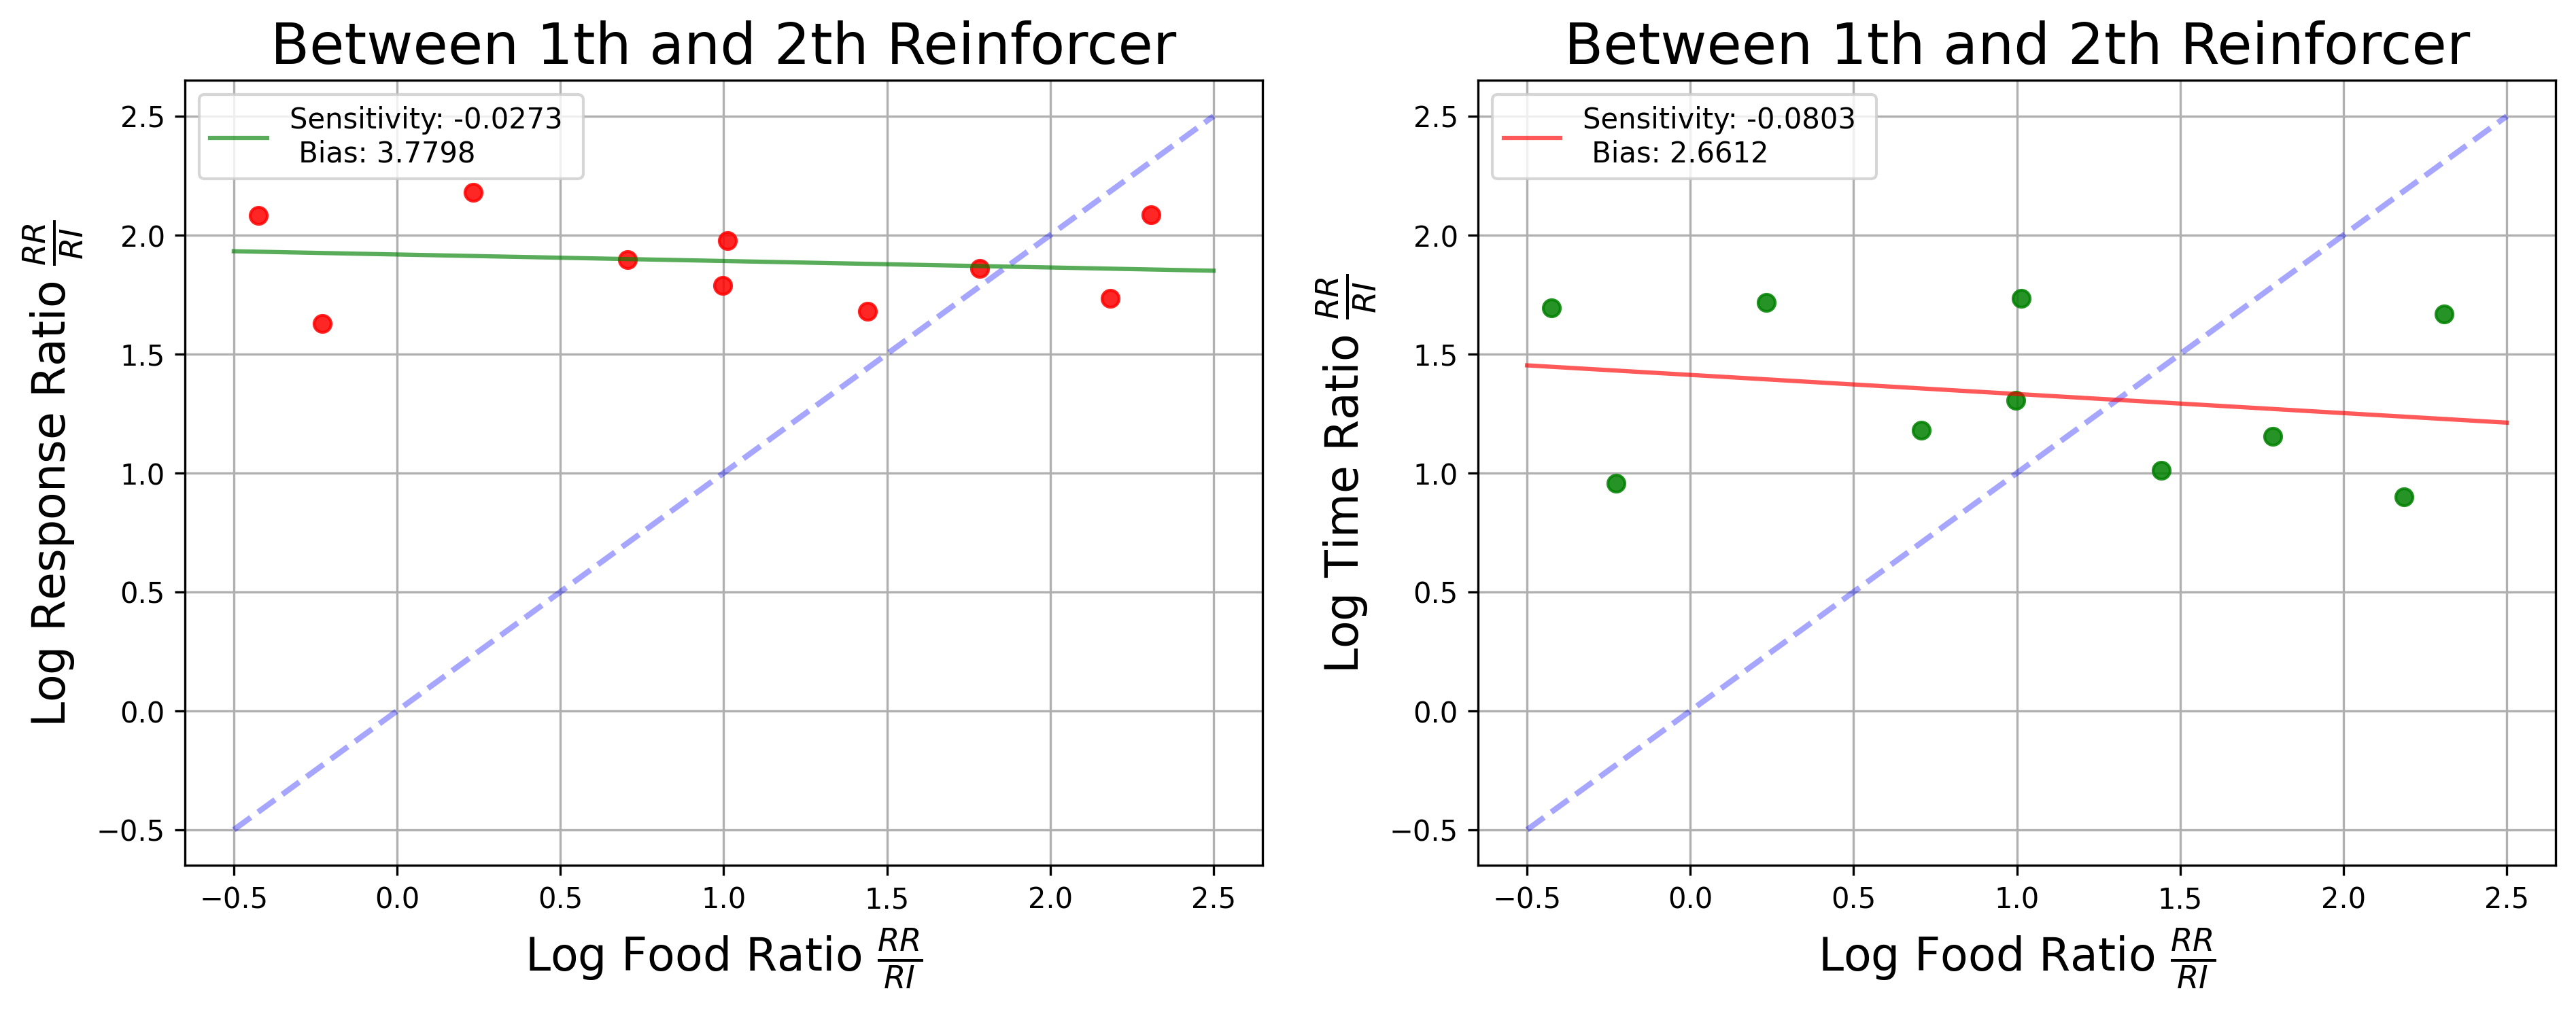 Between 1th and 2th Reinforcer
Sensitivity: -0.0273
Bias: 3.7798
2.5
2.0
1.5
1.0
0.5
0.0
−0.5
Log Response Ratio RR/RI
−0.5 0.0 0.5 1.0 1.5 2.0 2.5
Log Food Ratio RR/RI
Between 1th and 2th Reinforcer
Sensitivity: -0.0803
Bias: 2.6612
2.5
2.0
1.5
1.0
0.5
0.0
−0.5
Log Time Ratio RR/RI
−0.5 0.0 0.5 1.0 1.5 2.0 2.5
Log Food Ratio RR/RI